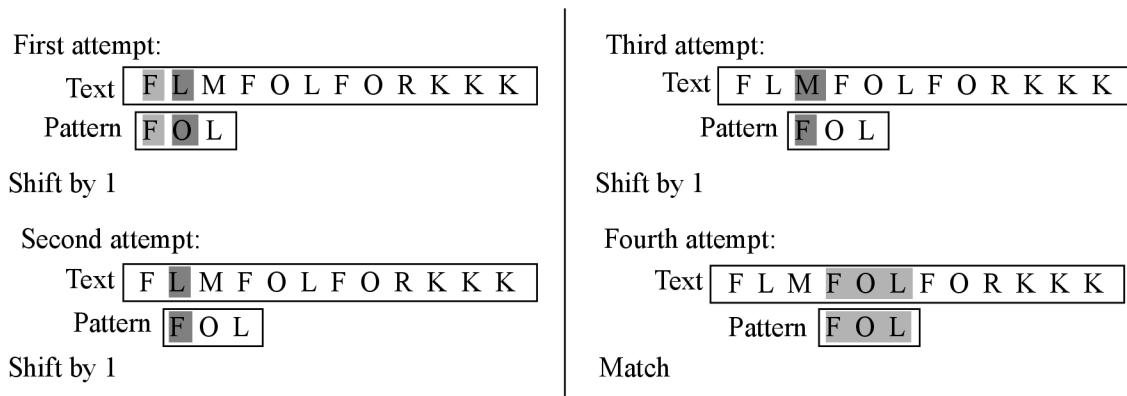 First attempt:
Text F L M F O L F O R K K K
Pattern F O L
Shift by 1
Second attempt:
Text F L M F O L F O R K K K
Pattern F O L
Shift by 1
Third attempt:
Text F L M F O L F O R K K K
Pattern F O L
Shift by 1
Fourth attempt:
Text F L M F O L F O R K K K
Pattern F O L
Match